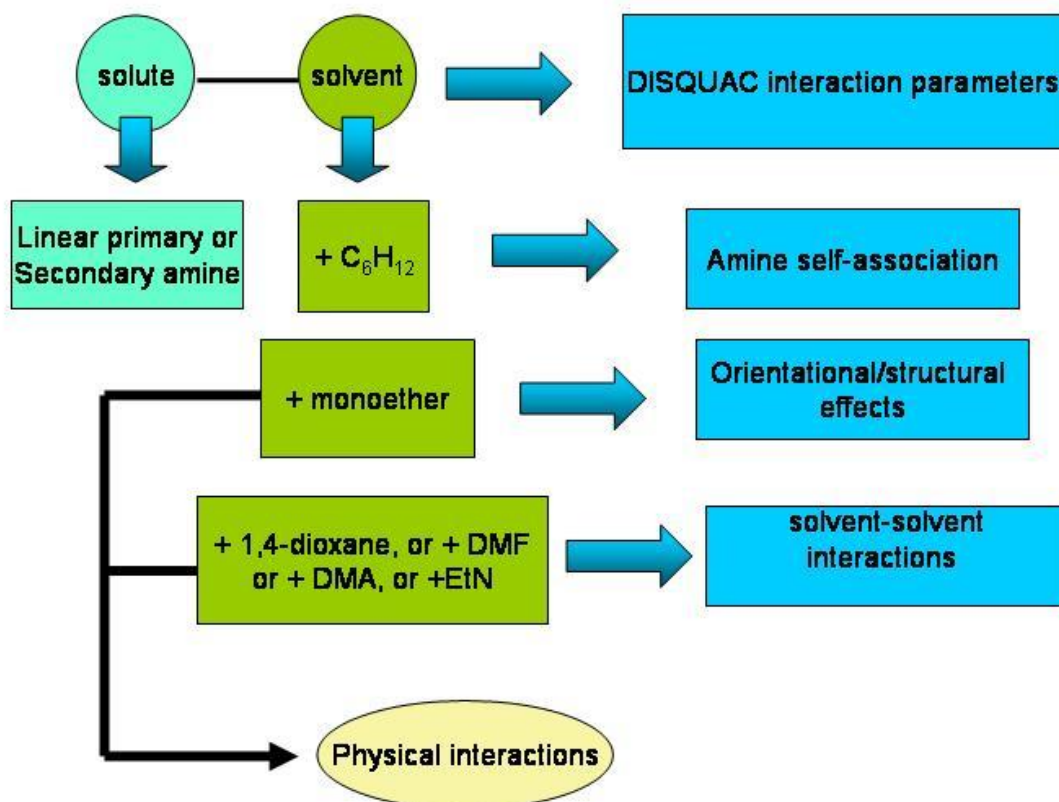 solute
solvent
DISQUAC interaction parameters
Linear primary or
Secondary amine
+ C₆H₁₂
Amine self-association
+ monoether
Orientational/structural
effects
+ 1,4-dioxane, or + DMF
or + DMA, or +EtN
solvent-solvent
interactions
Physical interactions